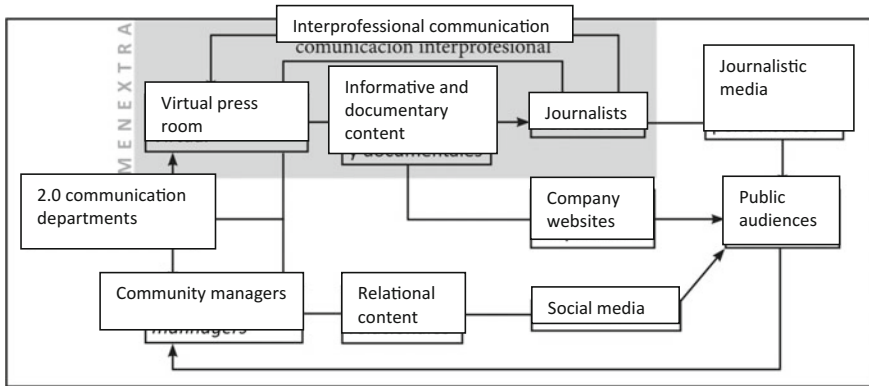 Interprofessional communication
comunicación interprofesional
MENEXTRA
Virtual press
room
Informative and
documentary
content
y documentales
Journalists
Journalistic
media
2.0 communication
departments
Company
websites
Public
audiences
Community managers
mannagers
Relational
content
Social media